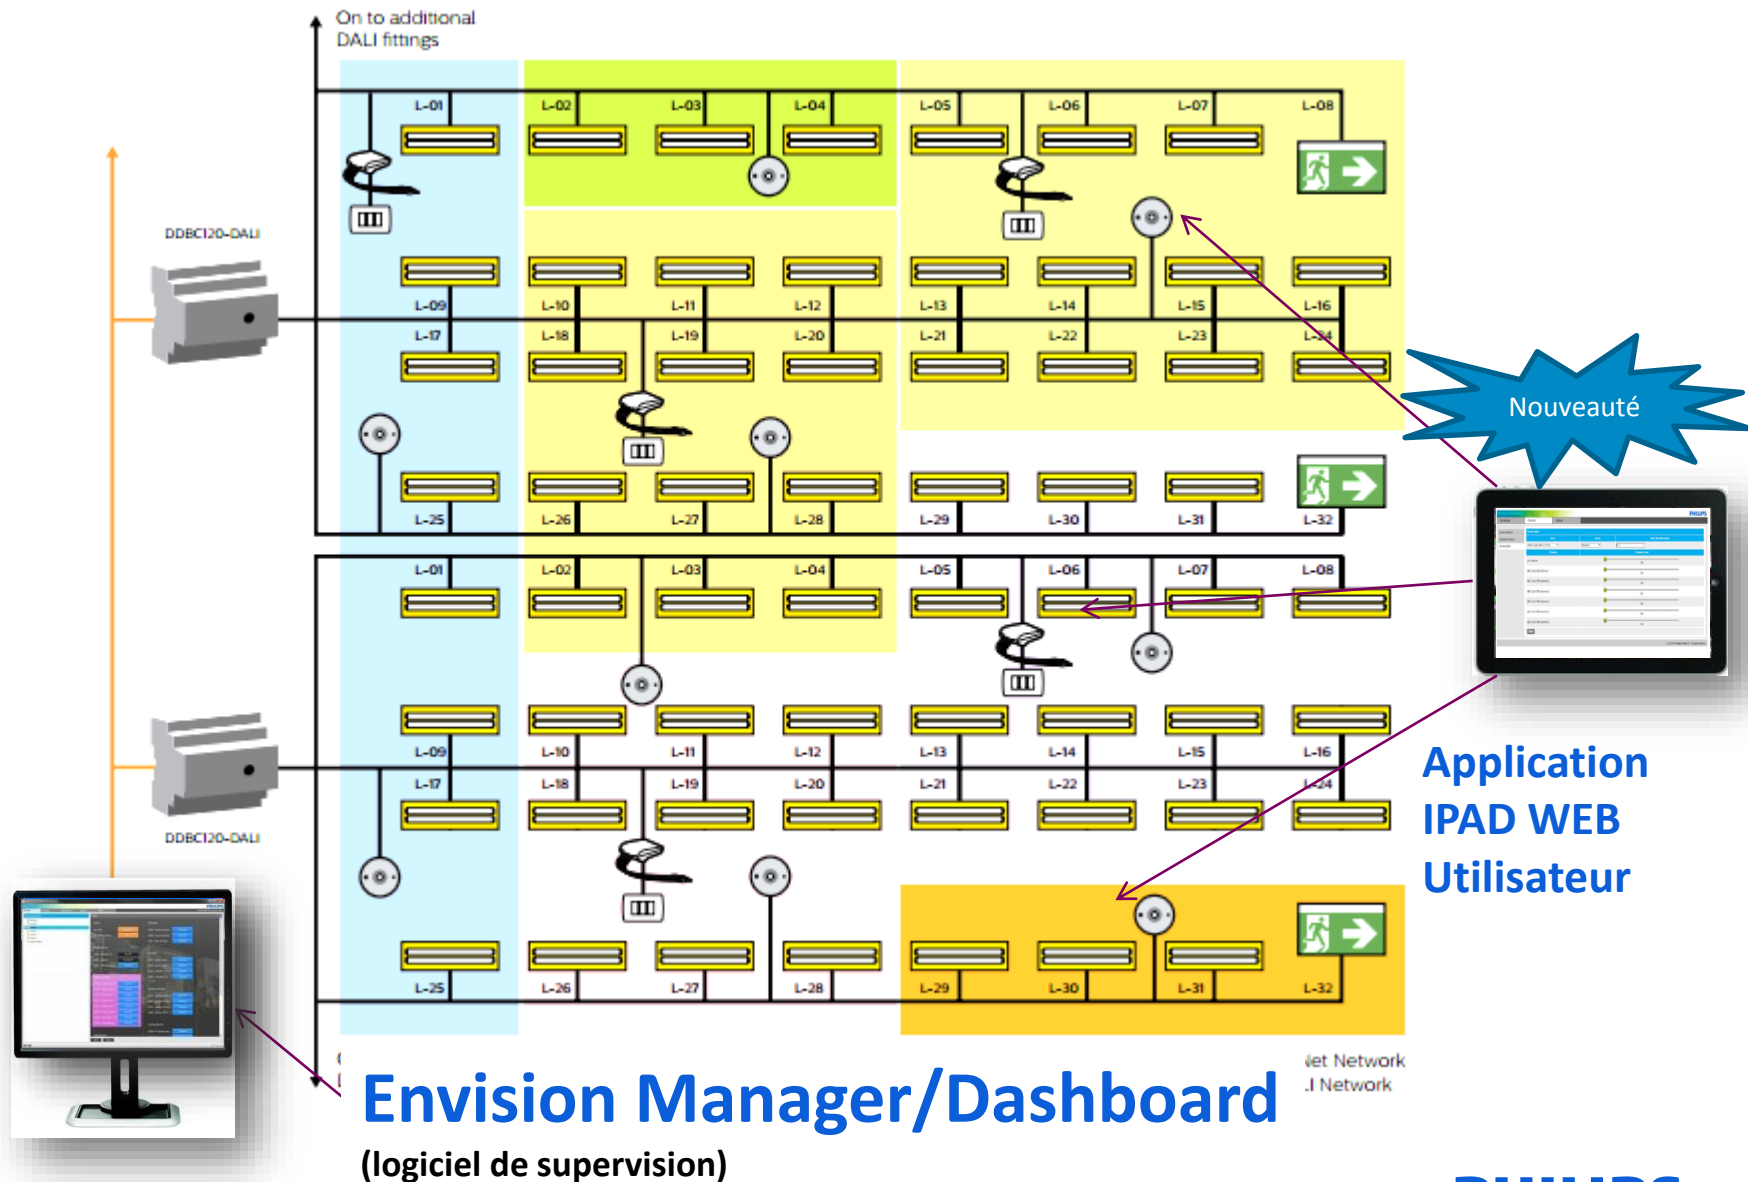 On to additional
DALI fittings
L-01 L-02 L-03 L-04 L-05 L-06 L-07 L-08
DDBC120-DALI
L-09 L-10 L-11 L-12 L-13 L-14 L-15 L-16
L-17 L-18 L-19 L-20 L-21 L-22 L-23 L-24
Nouveauté
L-25 L-26 L-27 L-28 L-29 L-30 L-31 L-32
PHILIPS
L-01 L-02 L-03 L-04 L-05 L-06 L-07 L-08
L-09 L-10 L-11 L-12 L-13 L-14 L-15 L-16
L-17 L-18 L-19 L-20 L-21 L-22 L-23 L-24
DDBC120-DALI
Application
IPAD WEB
Utilisateur
L-25 L-26 L-27 L-28 L-29 L-30 L-31 L-32
Net Network
I Network
Envision Manager/Dashboard
(logiciel de supervision)
PHILIPS